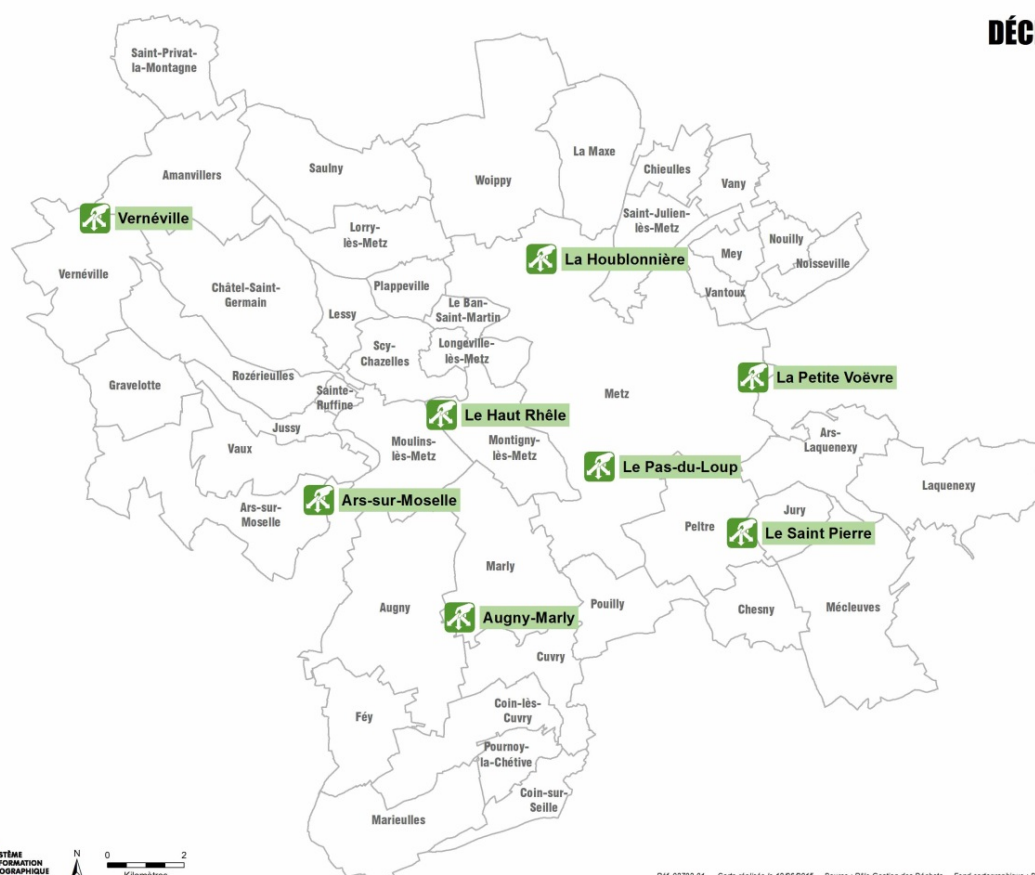 DÉC
Saint-Privat-
la-Montagne
Amanvillers
Saulny
Woippy
La Maxe
Chieulles
Vany
Vernéville
Lorry-
lès-Metz
Saint-Julien-
lès-Metz
Nouilly
Mey
Noisseville
La Houblonnière
Vernéville
Châtel-Saint-
Germain
Plappeville
Vantoux
Lessy
Le Ban-
Saint-Martin
Scy-
Chazelles
Longeville-
lès-Metz
Gravelotte
Rozérieulles
Sainte-
Ruffine
Metz
La Petite Voëvre
Le Haut Rhêle
Jussy
Vaux
Moulins-
lès-Metz
Montigny-
lès-Metz
Ars-
Laquenexy
Le Pas-du-Loup
Laquenexy
Ars-sur-Moselle
Ars-sur-
Moselle
Jury
Peltre
Le Saint Pierre
Marly
Augny
Pouilly
Chesny
Mécleuves
Augny-Marly
Cuvry
Coin-lès-
Cuvry
Féy
Pournoy-
la-Chétive
Coin-sur-
Seille
Marieulles
N
0 2